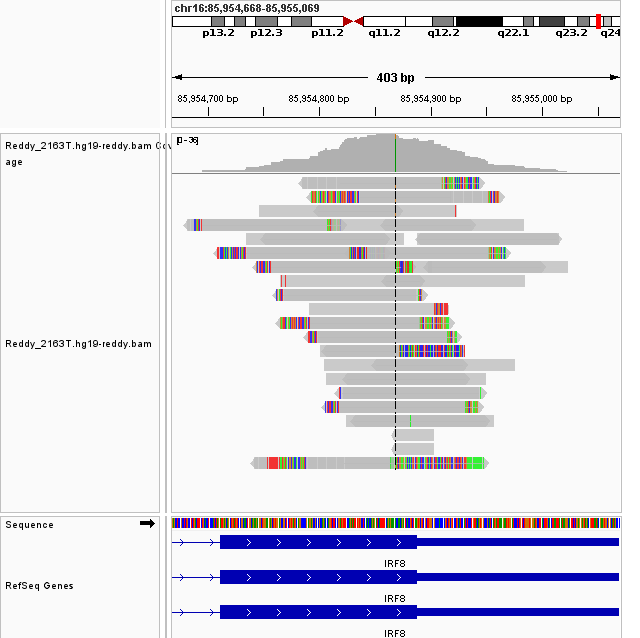 chr16:85,954,668-85,955,069
p13.2 p12.3 p11.2 q11.2 q12.2 q22.1 q23.2 q24
403 bp
85,954,700 bp 85,954,800 bp 85,954,900 bp 85,955,000 bp
Reddy_2163T.hg19-reddy.bam Cov
age
[0-36]
Reddy_2163T.hg19-reddy.bam
Sequence
IRF8
RefSeq Genes
IRF8
IRF8